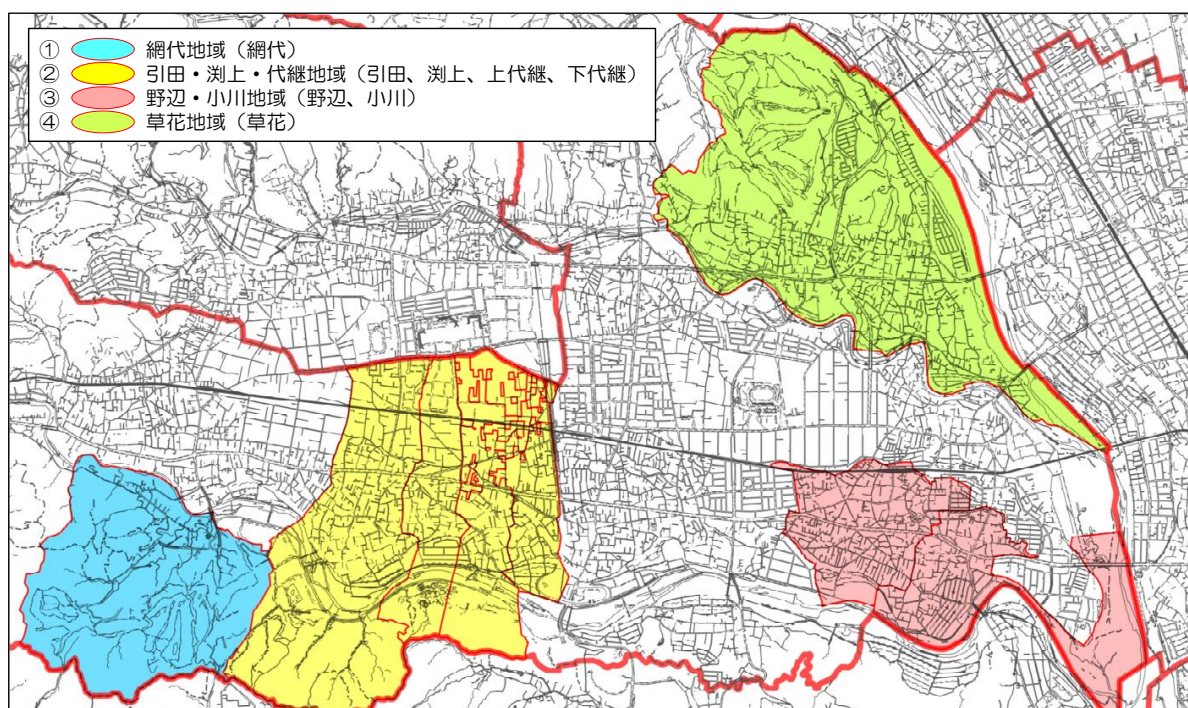 ① 網代地域（網代）
② 引田・渕上・代継地域（引田、渕上、上代継、下代継）
③ 野辺・小川地域（野辺、小川）
④ 草花地域（草花）